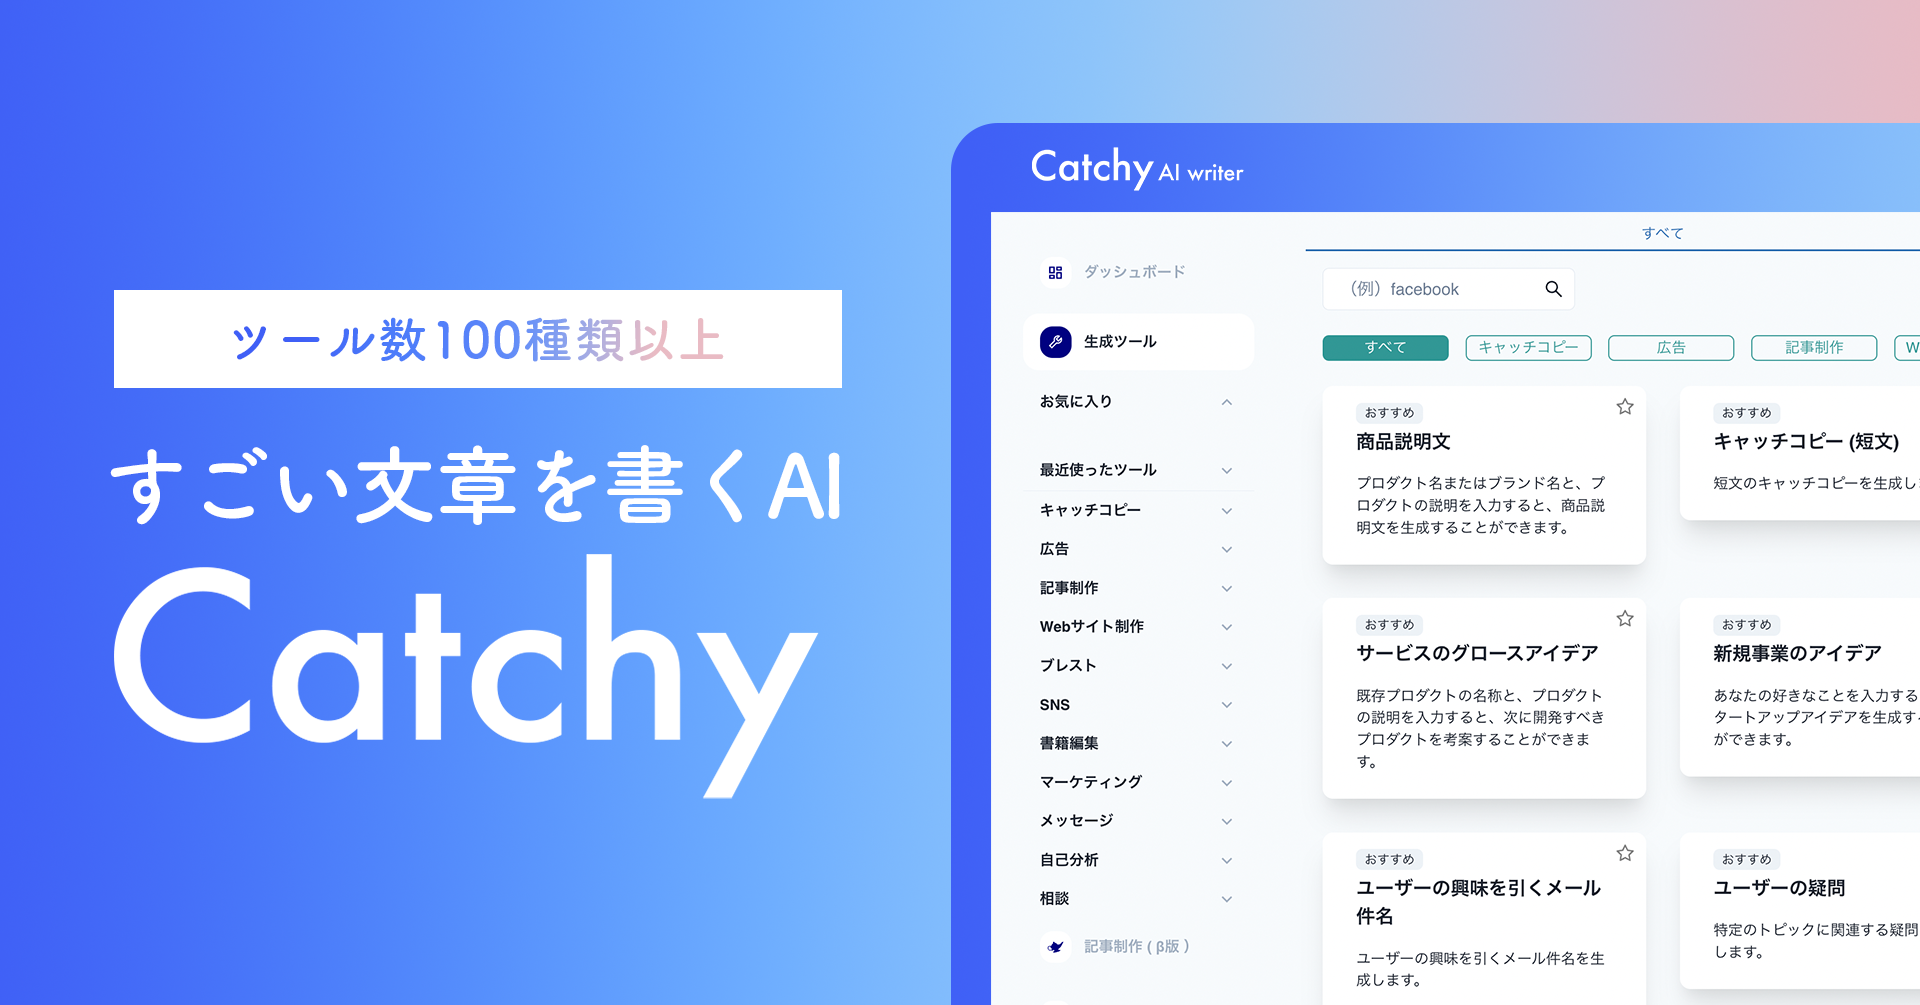 ツール数100種類以上
すごい文章を書くAI
Catchy
Catchy AI writer
ダッシュボード
生成ツール
お気に入り
最近使ったツール
キャッチコピー
広告
記事制作
Webサイト制作
ブレスト
SNS
書籍編集
マーケティング
メッセージ
自己分析
相談
記事制作 ( β版 )
すべて
（例）facebook
すべて
キャッチコピー
広告
記事制作
W
おすすめ
商品説明文
プロダクト名またはブランド名と、プ
ロダクトの説明を入力すると、商品説
明文を生成することができます。
おすすめ
キャッチコピー (短文)
短文のキャッチコピーを生成し
おすすめ
サービスのグロースアイデア
既存プロダクトの名称と、プロダクト
の説明を入力すると、次に開発すべき
プロダクトを考案することができま
す。
おすすめ
新規事業のアイデア
あなたの好きなことを入力する
タートアップアイデアを生成す
ができます。
おすすめ
ユーザーの興味を引くメール
件名
ユーザーの興味を引くメール件名を生
成します。
おすすめ
ユーザーの疑問
特定のトピックに関連する疑問
します。